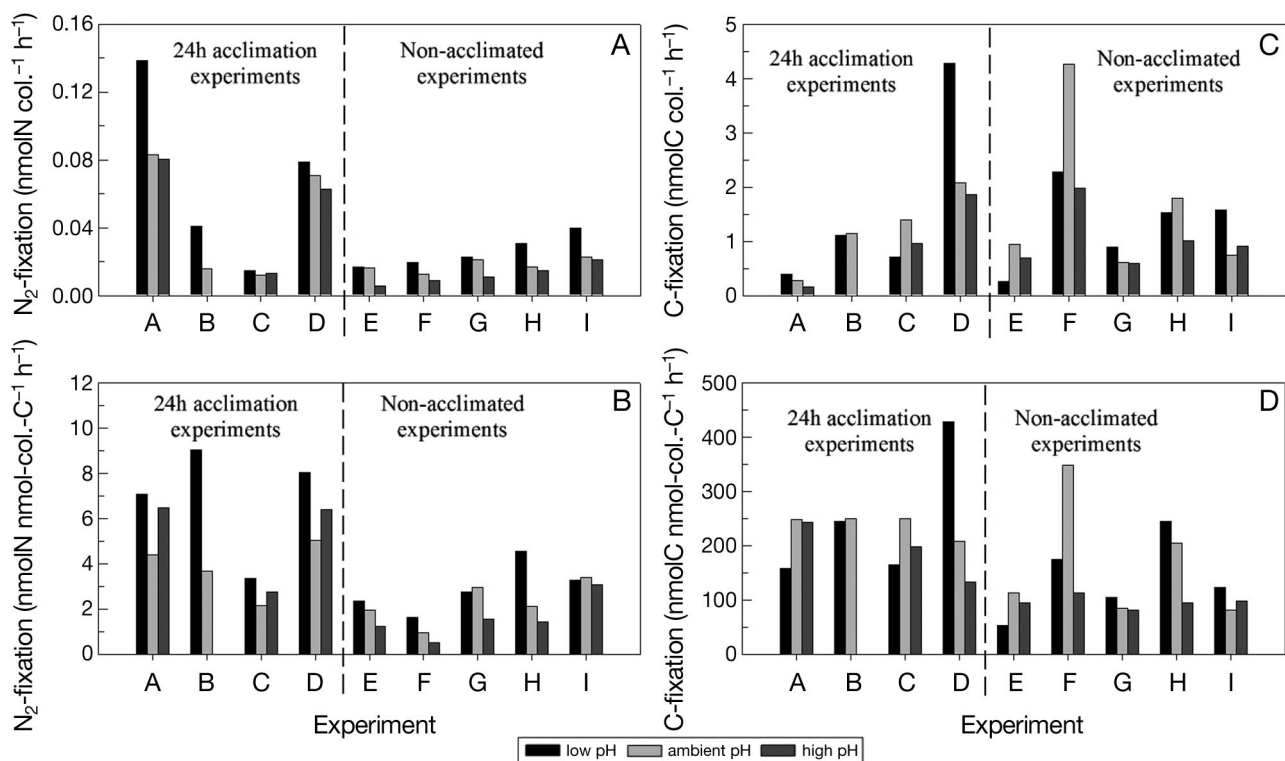 N₂-fixation (nmolN col.⁻¹ h⁻¹)
0.16
0.12
0.08
0.04
0.00
24h acclimation
experiments
Non-acclimated
experiments
A
A B C D E F G H I
C-fixation (nmolC col.⁻¹ h⁻¹)
5
4
3
2
1
0
24h acclimation
experiments
Non-acclimated
experiments
C
A B C D E F G H I
N₂-fixation (nmolN nmol-col.-C⁻¹ h⁻¹)
12
10
8
6
4
2
0
24h acclimation
experiments
Non-acclimated
experiments
B
A B C D E F G H I
Experiment
C-fixation (nmolC nmol-col.-C⁻¹ h⁻¹)
500
400
300
200
100
0
24h acclimation
experiments
Non-acclimated
experiments
D
A B C D E F G H I
Experiment
low pH ambient pH high pH